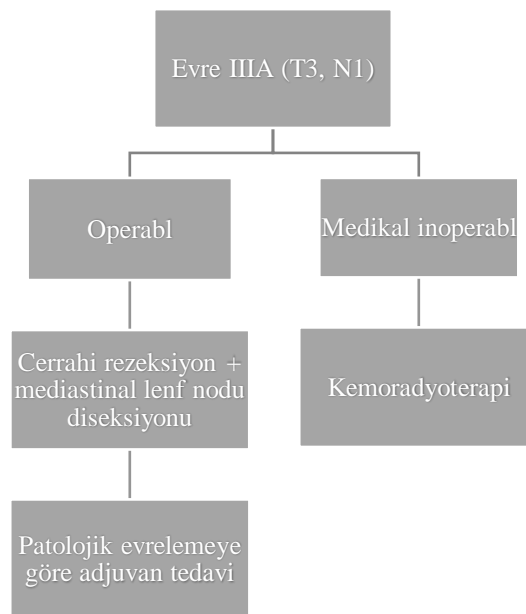 Evre IIIA (T3, N1)
Operabl
Medikal inoperabl
Cerrahi rezeksiyon +
mediastinal lenf nodu
diseksiyonu
Kemoradyoterapi
Patolojik evrelemeye
göre adjuvan tedavi